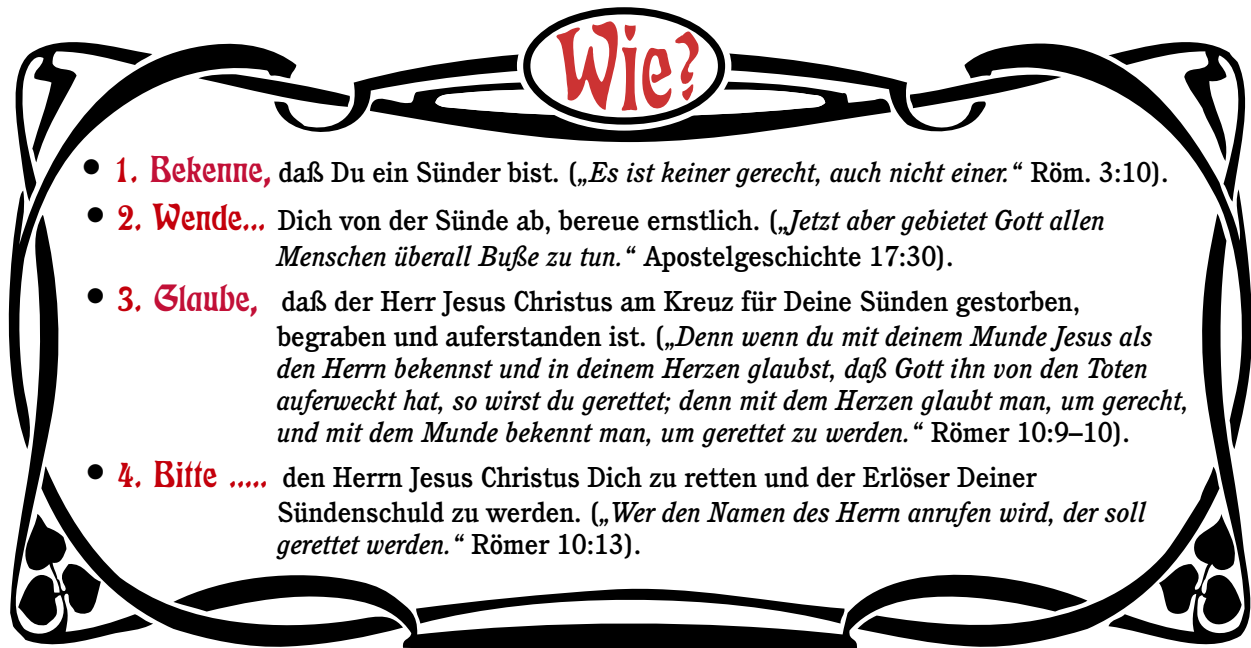 Wie?
• 1. Bekenne, daß Du ein Sünder bist. („Es ist keiner gerecht, auch nicht einer.“ Röm. 3:10).
• 2. Wende... Dich von der Sünde ab, bereue ernstlich. („Jetzt aber gebietet Gott allen
Menschen überall Buße zu tun.“ Apostelgeschichte 17:30).
• 3. Glaube, daß der Herr Jesus Christus am Kreuz für Deine Sünden gestorben,
begraben und auferstanden ist. („Denn wenn du mit deinem Munde Jesus als
den Herrn bekennst und in deinem Herzen glaubst, daß Gott ihn von den Toten
auferweckt hat, so wirst du gerettet; denn mit dem Herzen glaubt man, um gerecht,
und mit dem Munde bekennt man, um gerettet zu werden.“ Römer 10:9–10).
• 4. Bitte ..... den Herrn Jesus Christus Dich zu retten und der Erlöser Deiner
Sündenschuld zu werden. („Wer den Namen des Herrn anrufen wird, der soll
gerettet werden.“ Römer 10:13).